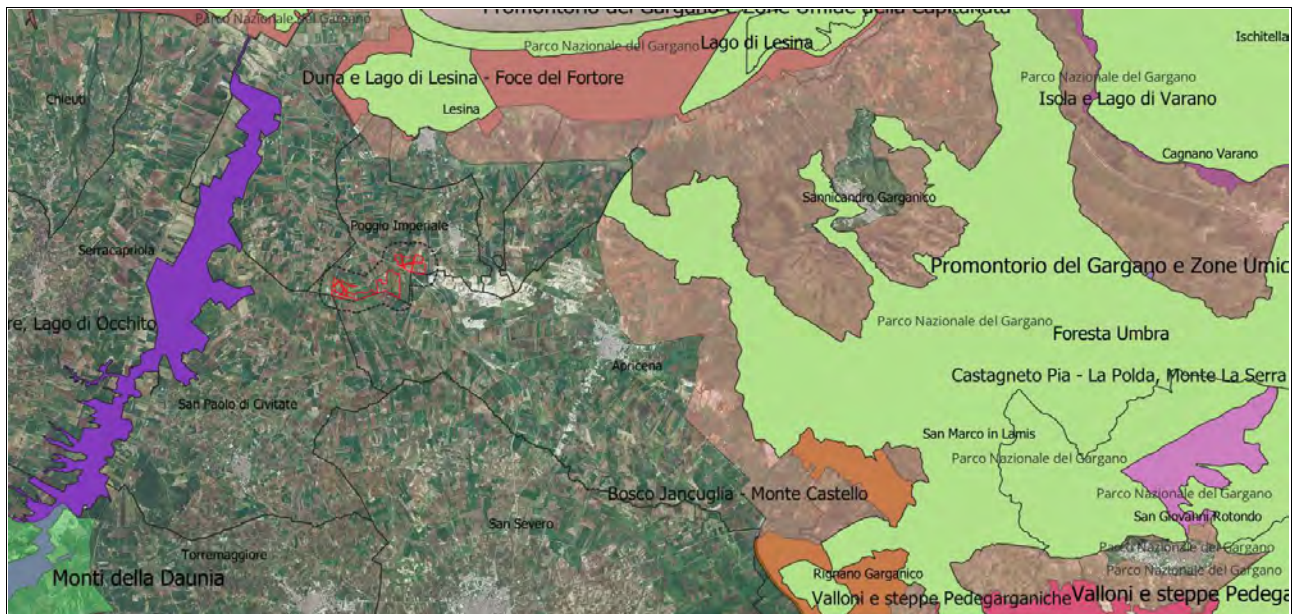 Promontorio del Gargano e Zone Umide della Capitanata
Parco Nazionale del Gargano
Parco Nazionale del Gargano
Lago di Lesina
Ischitella
Duna e Lago di Lesina - Foce del Fortore
Parco Nazionale del Gargano
Chieuti
Isola e Lago di Varano
Lesina
Cagnano Varano
Sannicandro Garganico
Poggio Imperiale
Serracapriola
Promontorio del Gargano e Zone Umid
re, Lago di Occhito
Parco Nazionale del Gargano
Foresta Umbra
Apricena
Castagneto Pia - La Polda, Monte La Serra
San Paolo di Civitate
San Marco in Lamis
Parco Nazionale del Gargano
Bosco Jancuglia - Monte Castello
Parco Nazionale del Gargano
San Giovanni Rotondo
San Severo
Parco Nazionale del Gargano
Torremaggiore
Parco Nazionale del Gargano
Monti della Daunia
Rignano Garganico
Valloni e steppe Pedegarganiche
Valloni e steppe Pedega